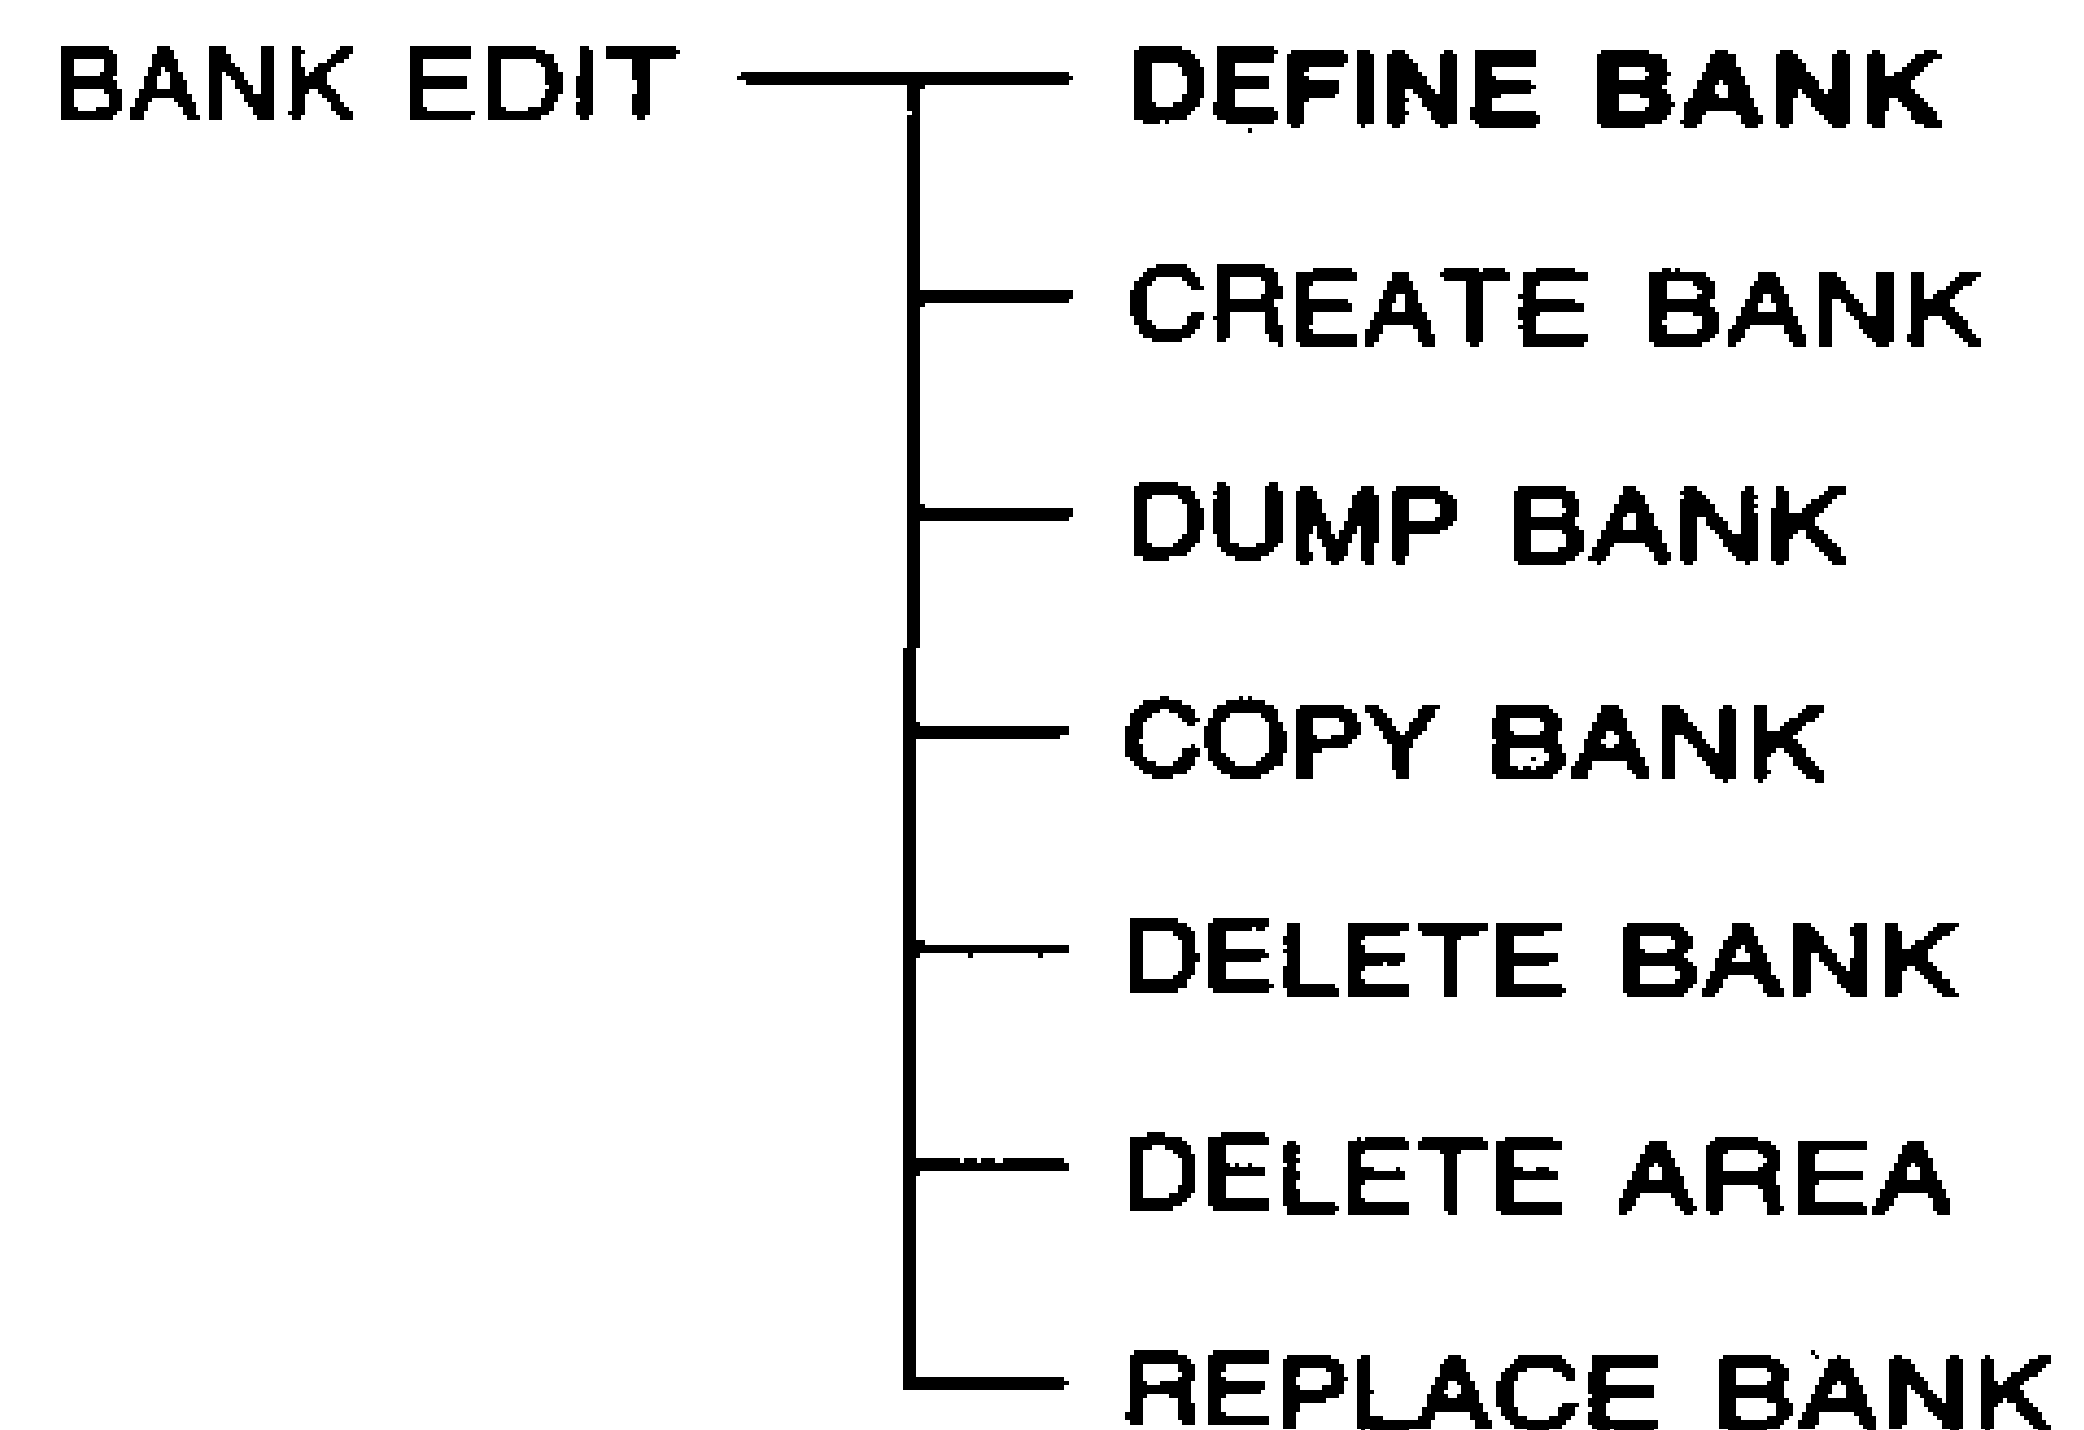 BANK EDIT DEFINE BANK
CREATE BANK
DUMP BANK
COPY BANK
DELETE BANK
DELETE AREA
REPLACE BANK